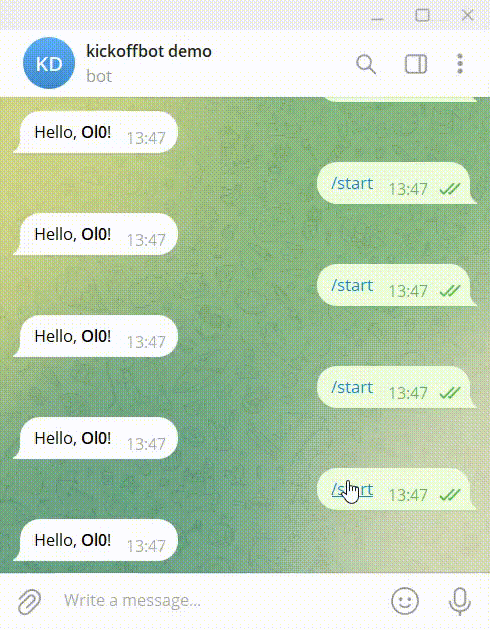 KD
kickoffbot demo
bot
Hello, Ol0! 13:47
/start 13:47
Hello, Ol0! 13:47
/start 13:47
Hello, Ol0! 13:47
/start 13:47
Hello, Ol0! 13:47
/start 13:47
Hello, Ol0! 13:47
Write a message...